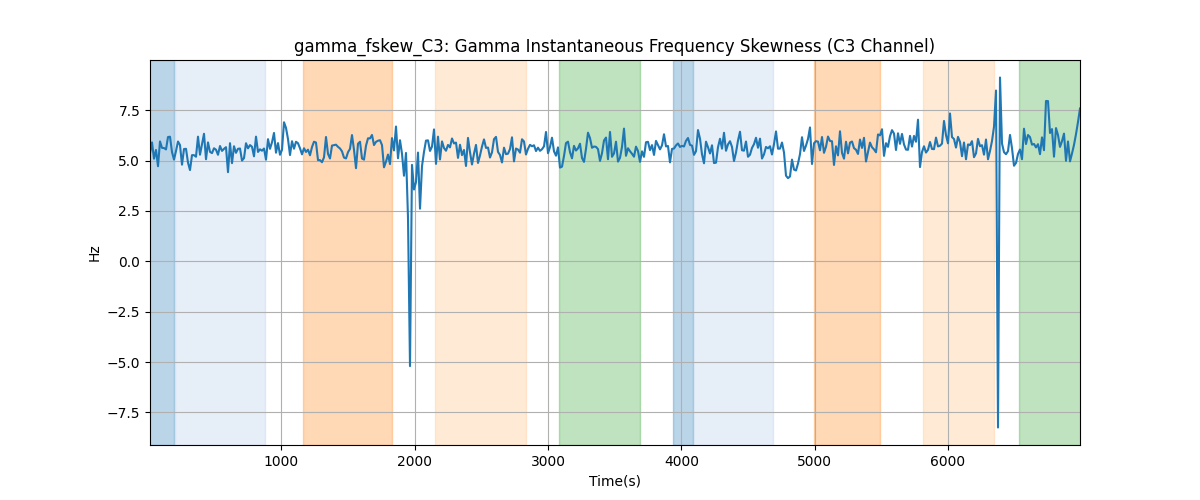 gamma_fskew_C3: Gamma Instantaneous Frequency Skewness (C3 Channel)
7.5
5.0
2.5
0.0
−2.5
−5.0
−7.5
Hz
1000 2000 3000 4000 5000 6000
Time(s)